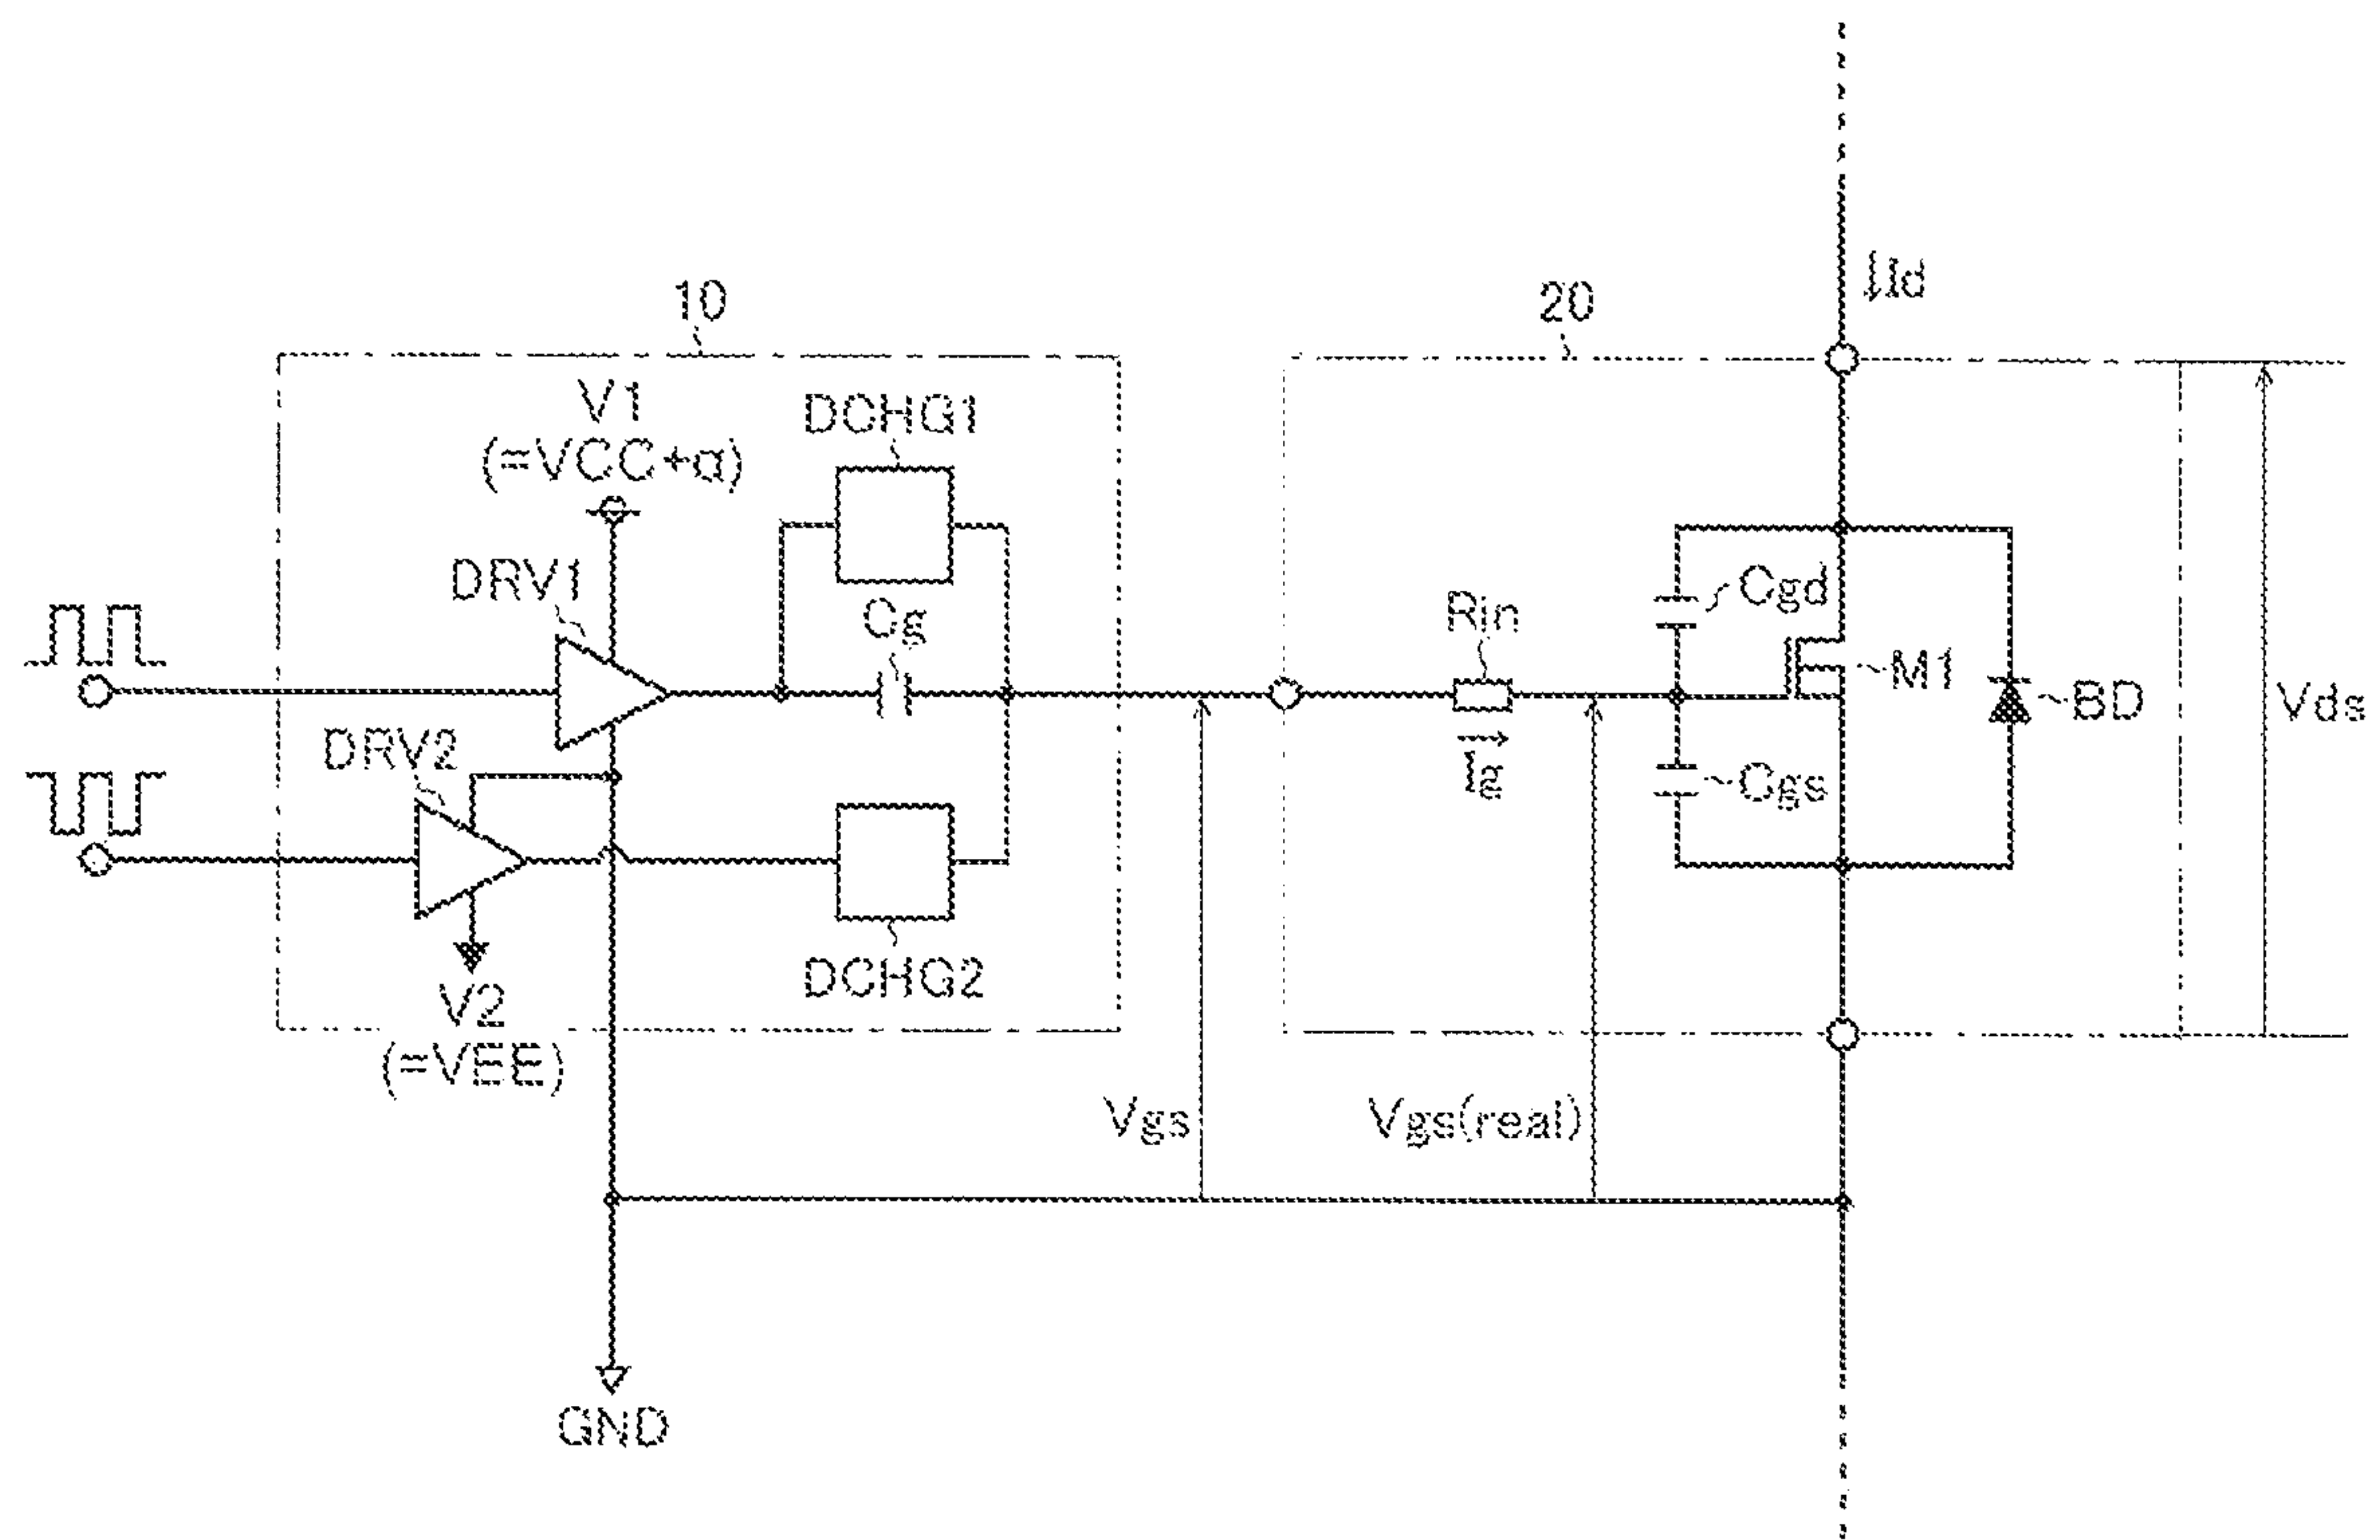 10
20
Id
V1
(=VCC+α)
DCHG1
DRV1
Cg
Rin
Cgd
M1
BD
Vds
DRV2
Ig
Cgs
DCHG2
V2
(=VEE)
Vgs
Vgs(real)
GND